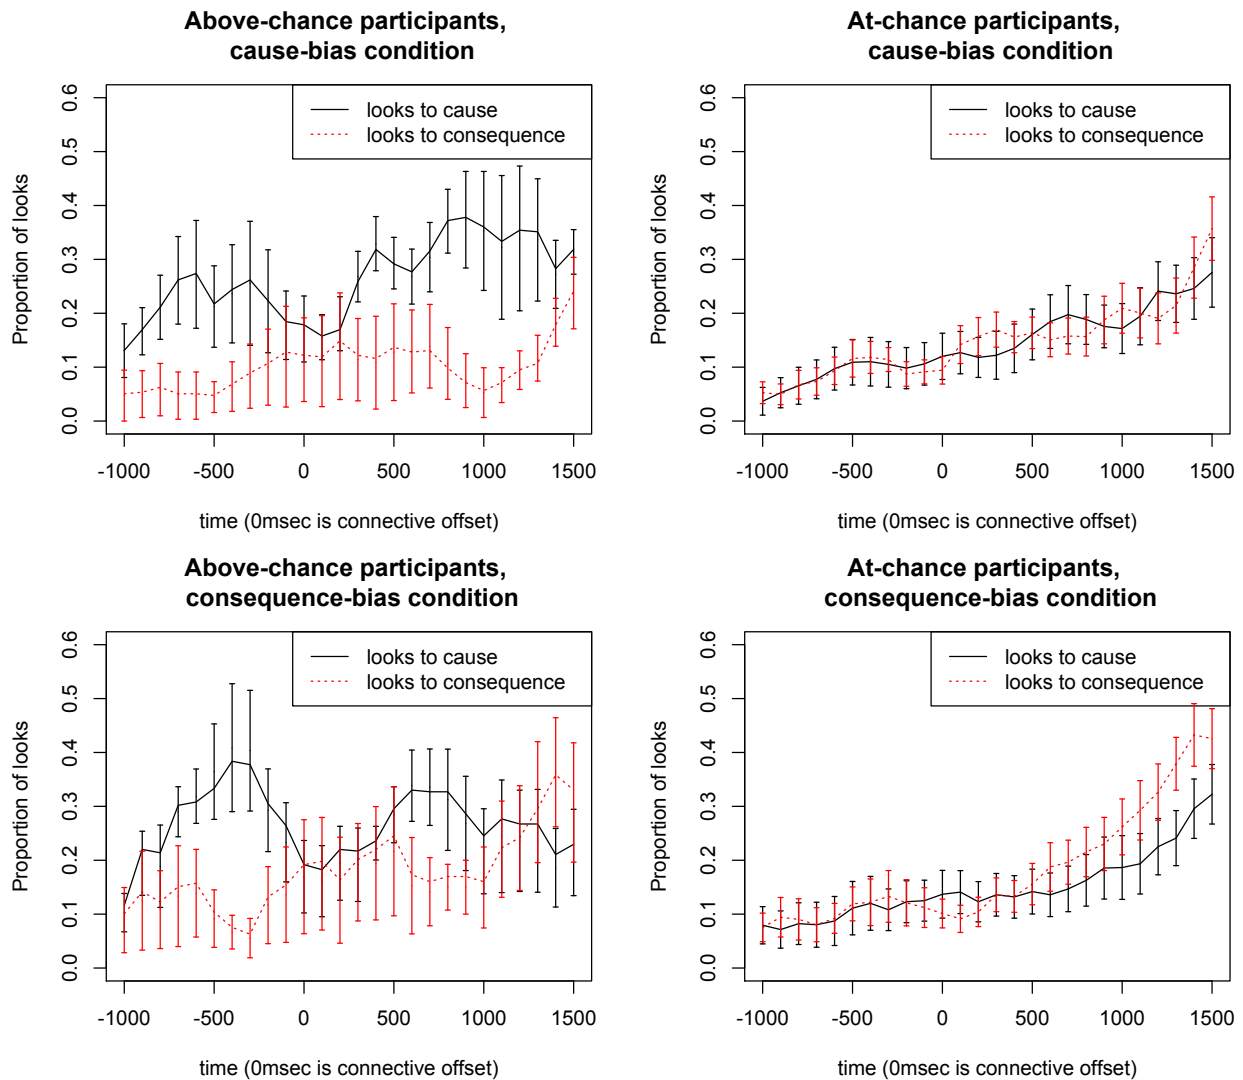 Above-chance participants,
cause-bias condition
looks to cause
looks to consequence
Proportion of looks
0.6
0.5
0.4
0.3
0.2
0.1
0.0
-1000
-500
0
500
1000
1500
time (0msec is connective offset)
At-chance participants,
cause-bias condition
looks to cause
looks to consequence
Proportion of looks
0.6
0.5
0.4
0.3
0.2
0.1
0.0
-1000
-500
0
500
1000
1500
time (0msec is connective offset)
Above-chance participants,
consequence-bias condition
looks to cause
looks to consequence
Proportion of looks
0.6
0.5
0.4
0.3
0.2
0.1
0.0
-1000
-500
0
500
1000
1500
time (0msec is connective offset)
At-chance participants,
consequence-bias condition
looks to cause
looks to consequence
Proportion of looks
0.6
0.5
0.4
0.3
0.2
0.1
0.0
-1000
-500
0
500
1000
1500
time (0msec is connective offset)